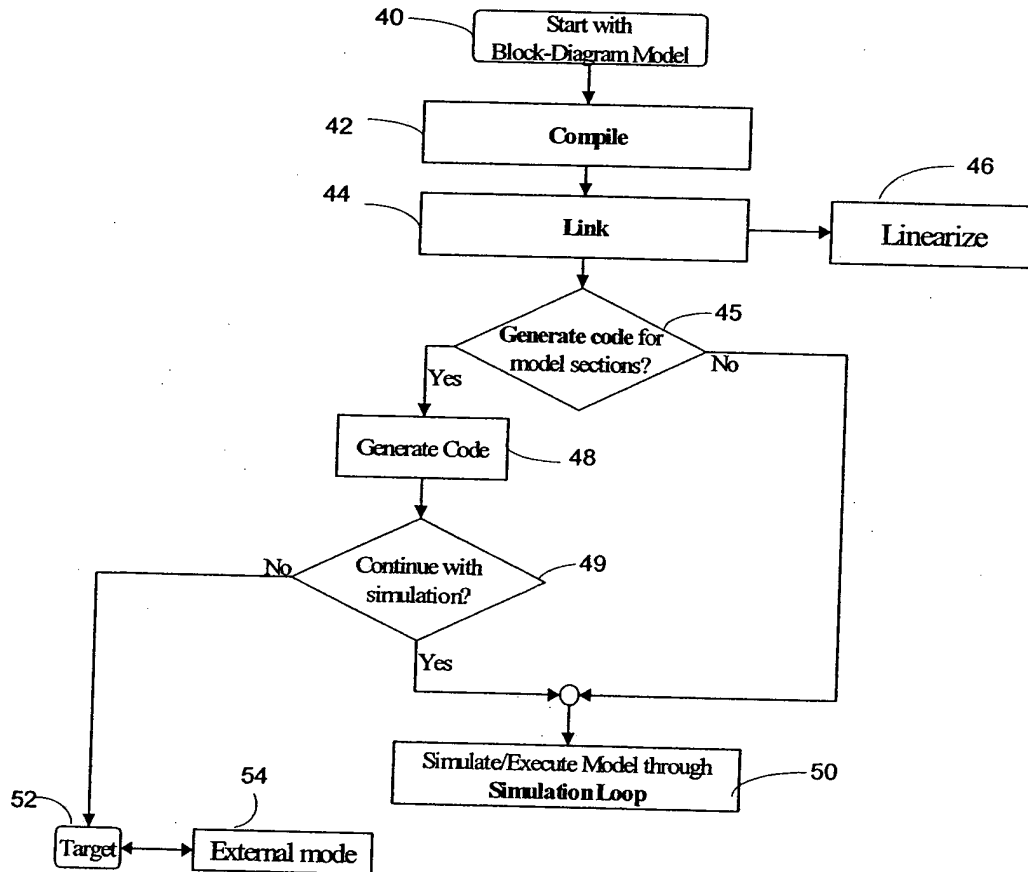 40
Start with
Block-Diagram Model
42
Compile
46
44
Link
Linearize
45
Generate code for
model sections?
Yes
No
Generate Code
48
No
Continue with
simulation?
49
Yes
Simulate/Execute Model through
Simulation Loop
50
52
54
Target
External mode